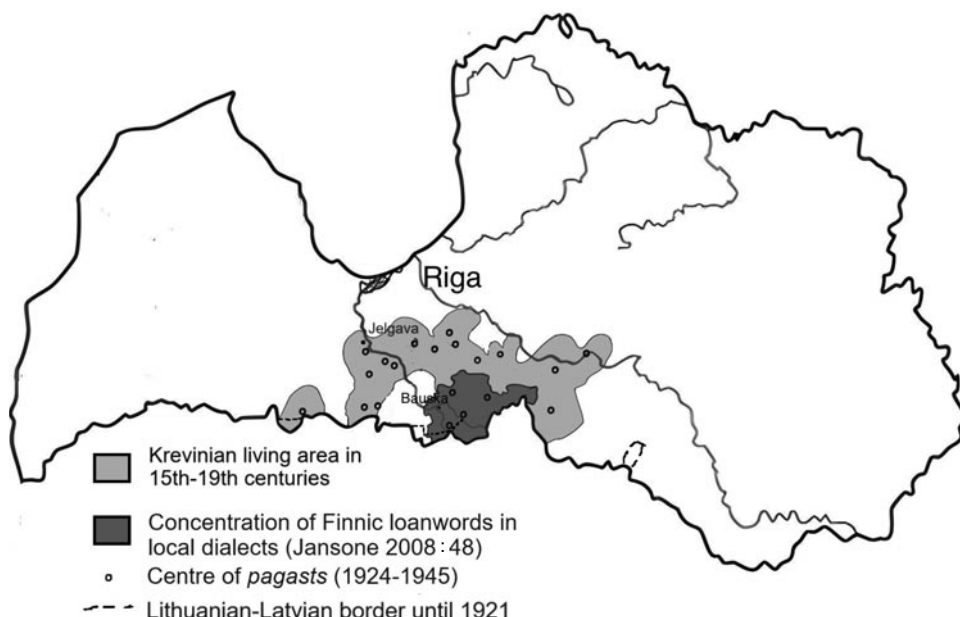 Riga
Jelgava
Bauska
Krevinian living area in
15th-19th centuries
Concentration of Finnic loanwords in
local dialects (Jansone 2008:48)
Centre of pagasts (1924-1945)
Lithuanian-Latvian border until 1921